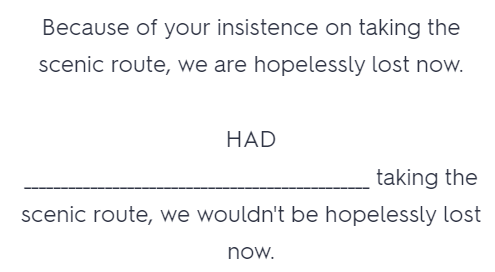 Because of your insistence on taking the
scenic route, we are hopelessly lost now.
HAD
______________________________________________ taking the
scenic route, we wouldn't be hopelessly lost
now.